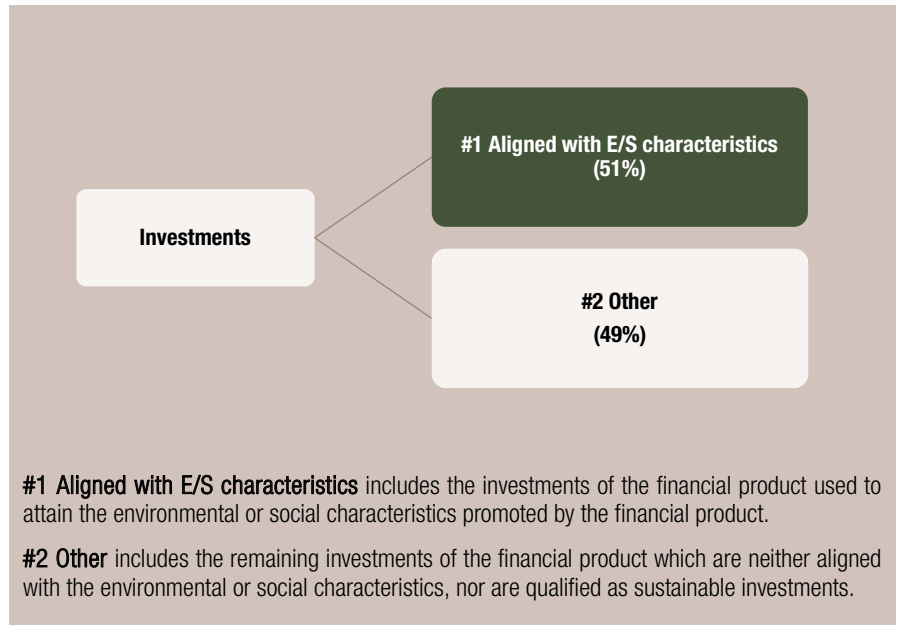 #1 Aligned with E/S characteristics
(51%)
Investments
#2 Other
(49%)
#1 Aligned with E/S characteristics includes the investments of the financial product used to
attain the environmental or social characteristics promoted by the financial product.
#2 Other includes the remaining investments of the financial product which are neither aligned
with the environmental or social characteristics, nor are qualified as sustainable investments.